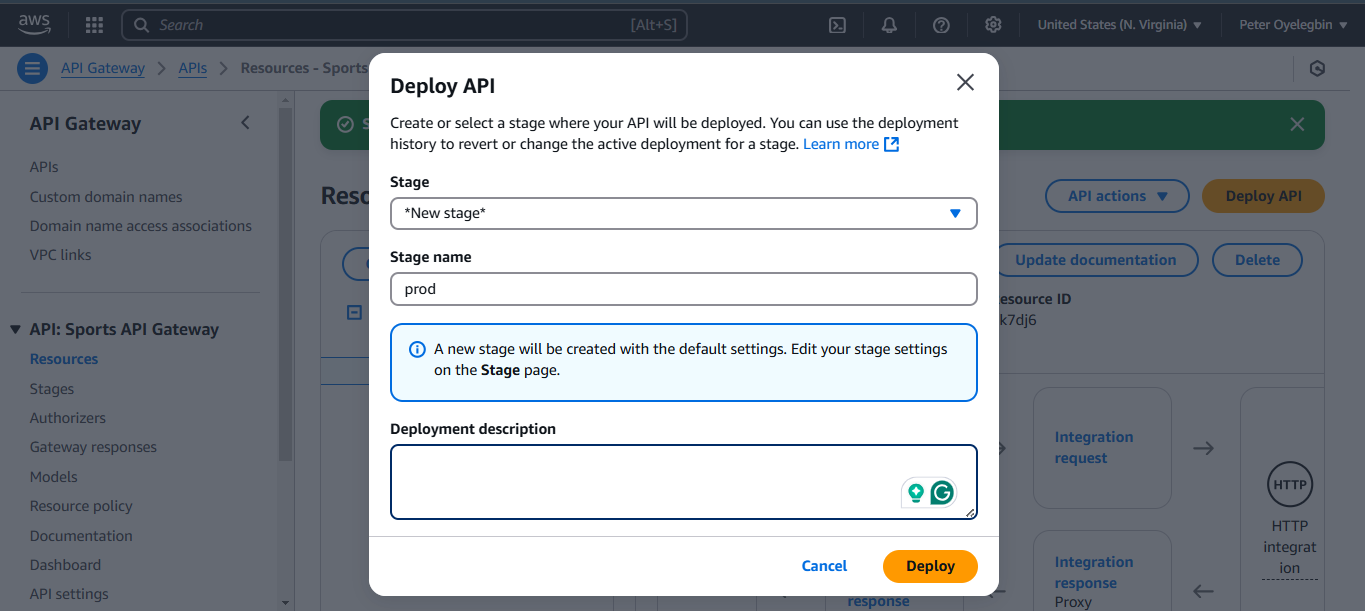 aws
Search
[Alt+S]
United States (N. Virginia)
Peter Oyelegbin
API Gateway
APIs
Resources - Sports
API Gateway
APIs
Custom domain names
Domain name access associations
VPC links
API: Sports API Gateway
Resources
Stages
Authorizers
Gateway responses
Models
Resource policy
Documentation
Dashboard
API settings
Deploy API
Create or select a stage where your API will be deployed. You can use the deployment
history to revert or change the active deployment for a stage. Learn more
Stage
*New stage*
Stage name
prod
A new stage will be created with the default settings. Edit your stage settings
on the Stage page.
Deployment description
Cancel
Deploy
S
Reso
API actions
Deploy API
Update documentation
Delete
esource ID
k7dj6
Integration
request
HTTP
HTTP
integrat
ion
Integration
response
Proxy
response